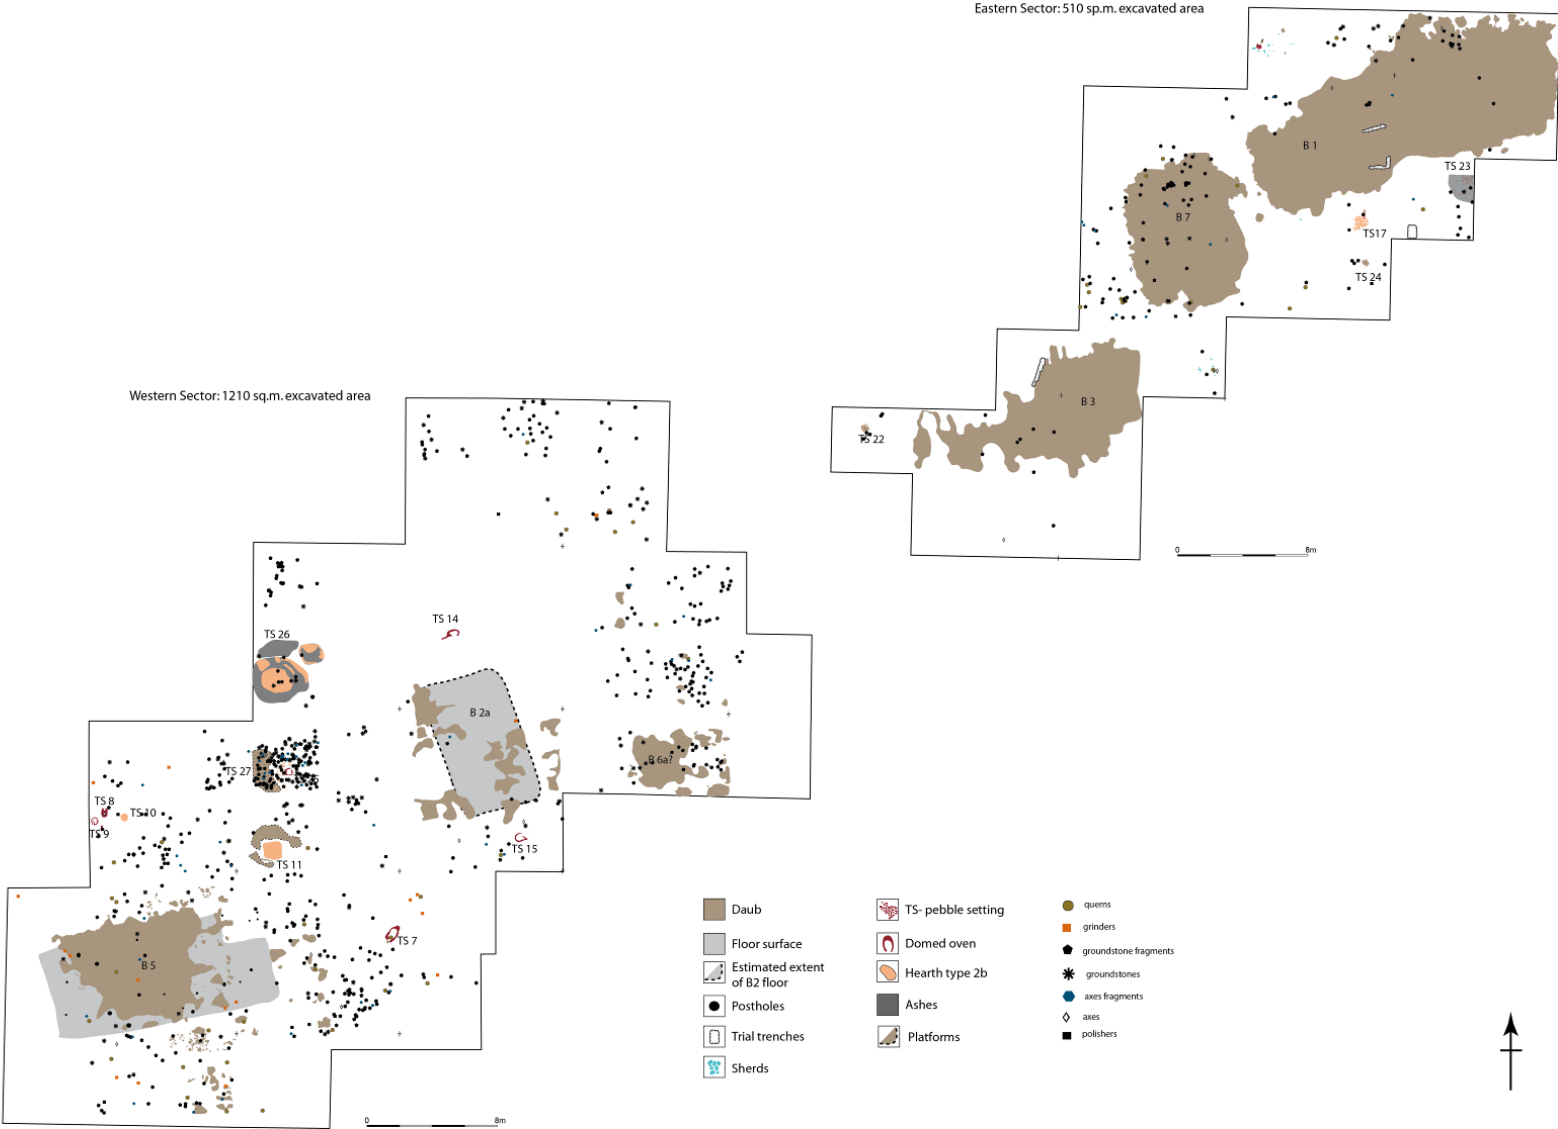 Eastern Sector: 510 sp.m. excavated area
B 1
TS 23
B 7
TS17
TS 24
B 3
TS 22
0 8m
Western Sector: 1210 sq.m. excavated area
TS 14
TS 26
B 2a
B 6a?
TS 27
TS 8
TS 10
TS 9
TS 15
TS 11
TS 7
B 5
0 8m
Daub
Floor surface
Estimated extent
of B2 floor
Postholes
Trial trenches
Sherds
TS- pebble setting
Domed oven
Hearth type 2b
Ashes
Platforms
querns
grinders
groundstone fragments
groundstones
axes fragments
axes
polishers